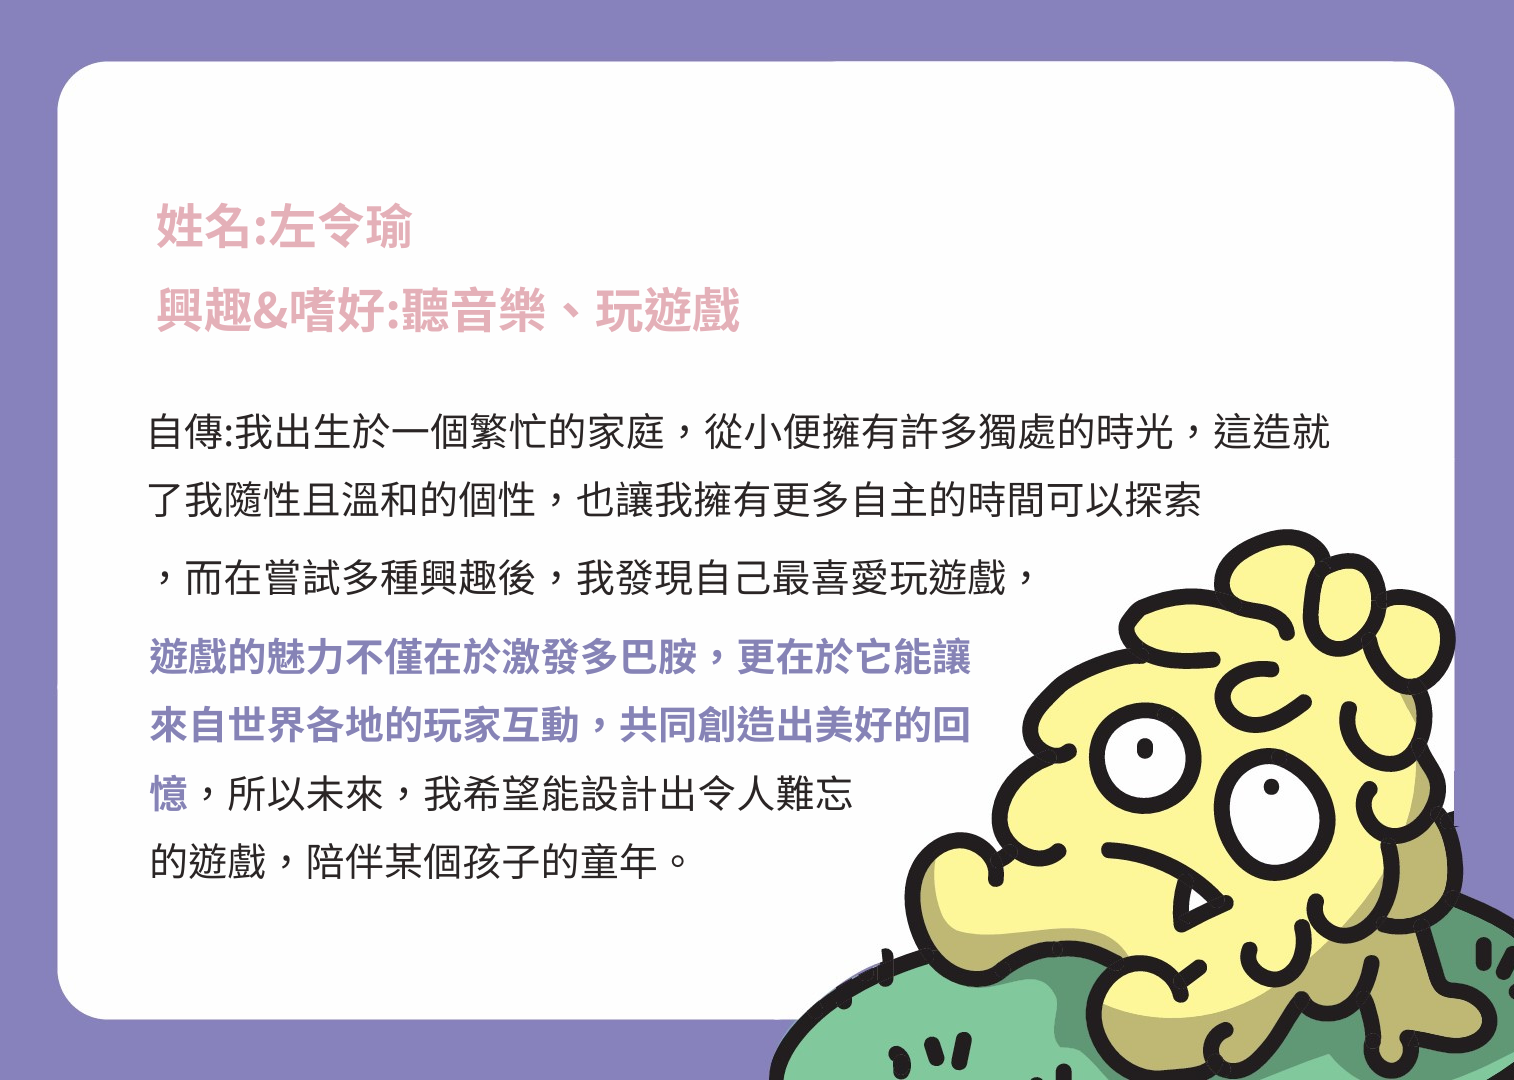 姓名:左令瑜
興趣&嗜好:聽音樂、玩遊戲
自傳:我出生於一個繁忙的家庭，從小便擁有許多獨處的時光，這造就
了我隨性且溫和的個性，也讓我擁有更多自主的時間可以探索
，而在嘗試多種興趣後，我發現自己最喜愛玩遊戲，
遊戲的魅力不僅在於激發多巴胺，更在於它能讓
來自世界各地的玩家互動，共同創造出美好的回
憶，所以未來，我希望能設計出令人難忘
的遊戲，陪伴某個孩子的童年。